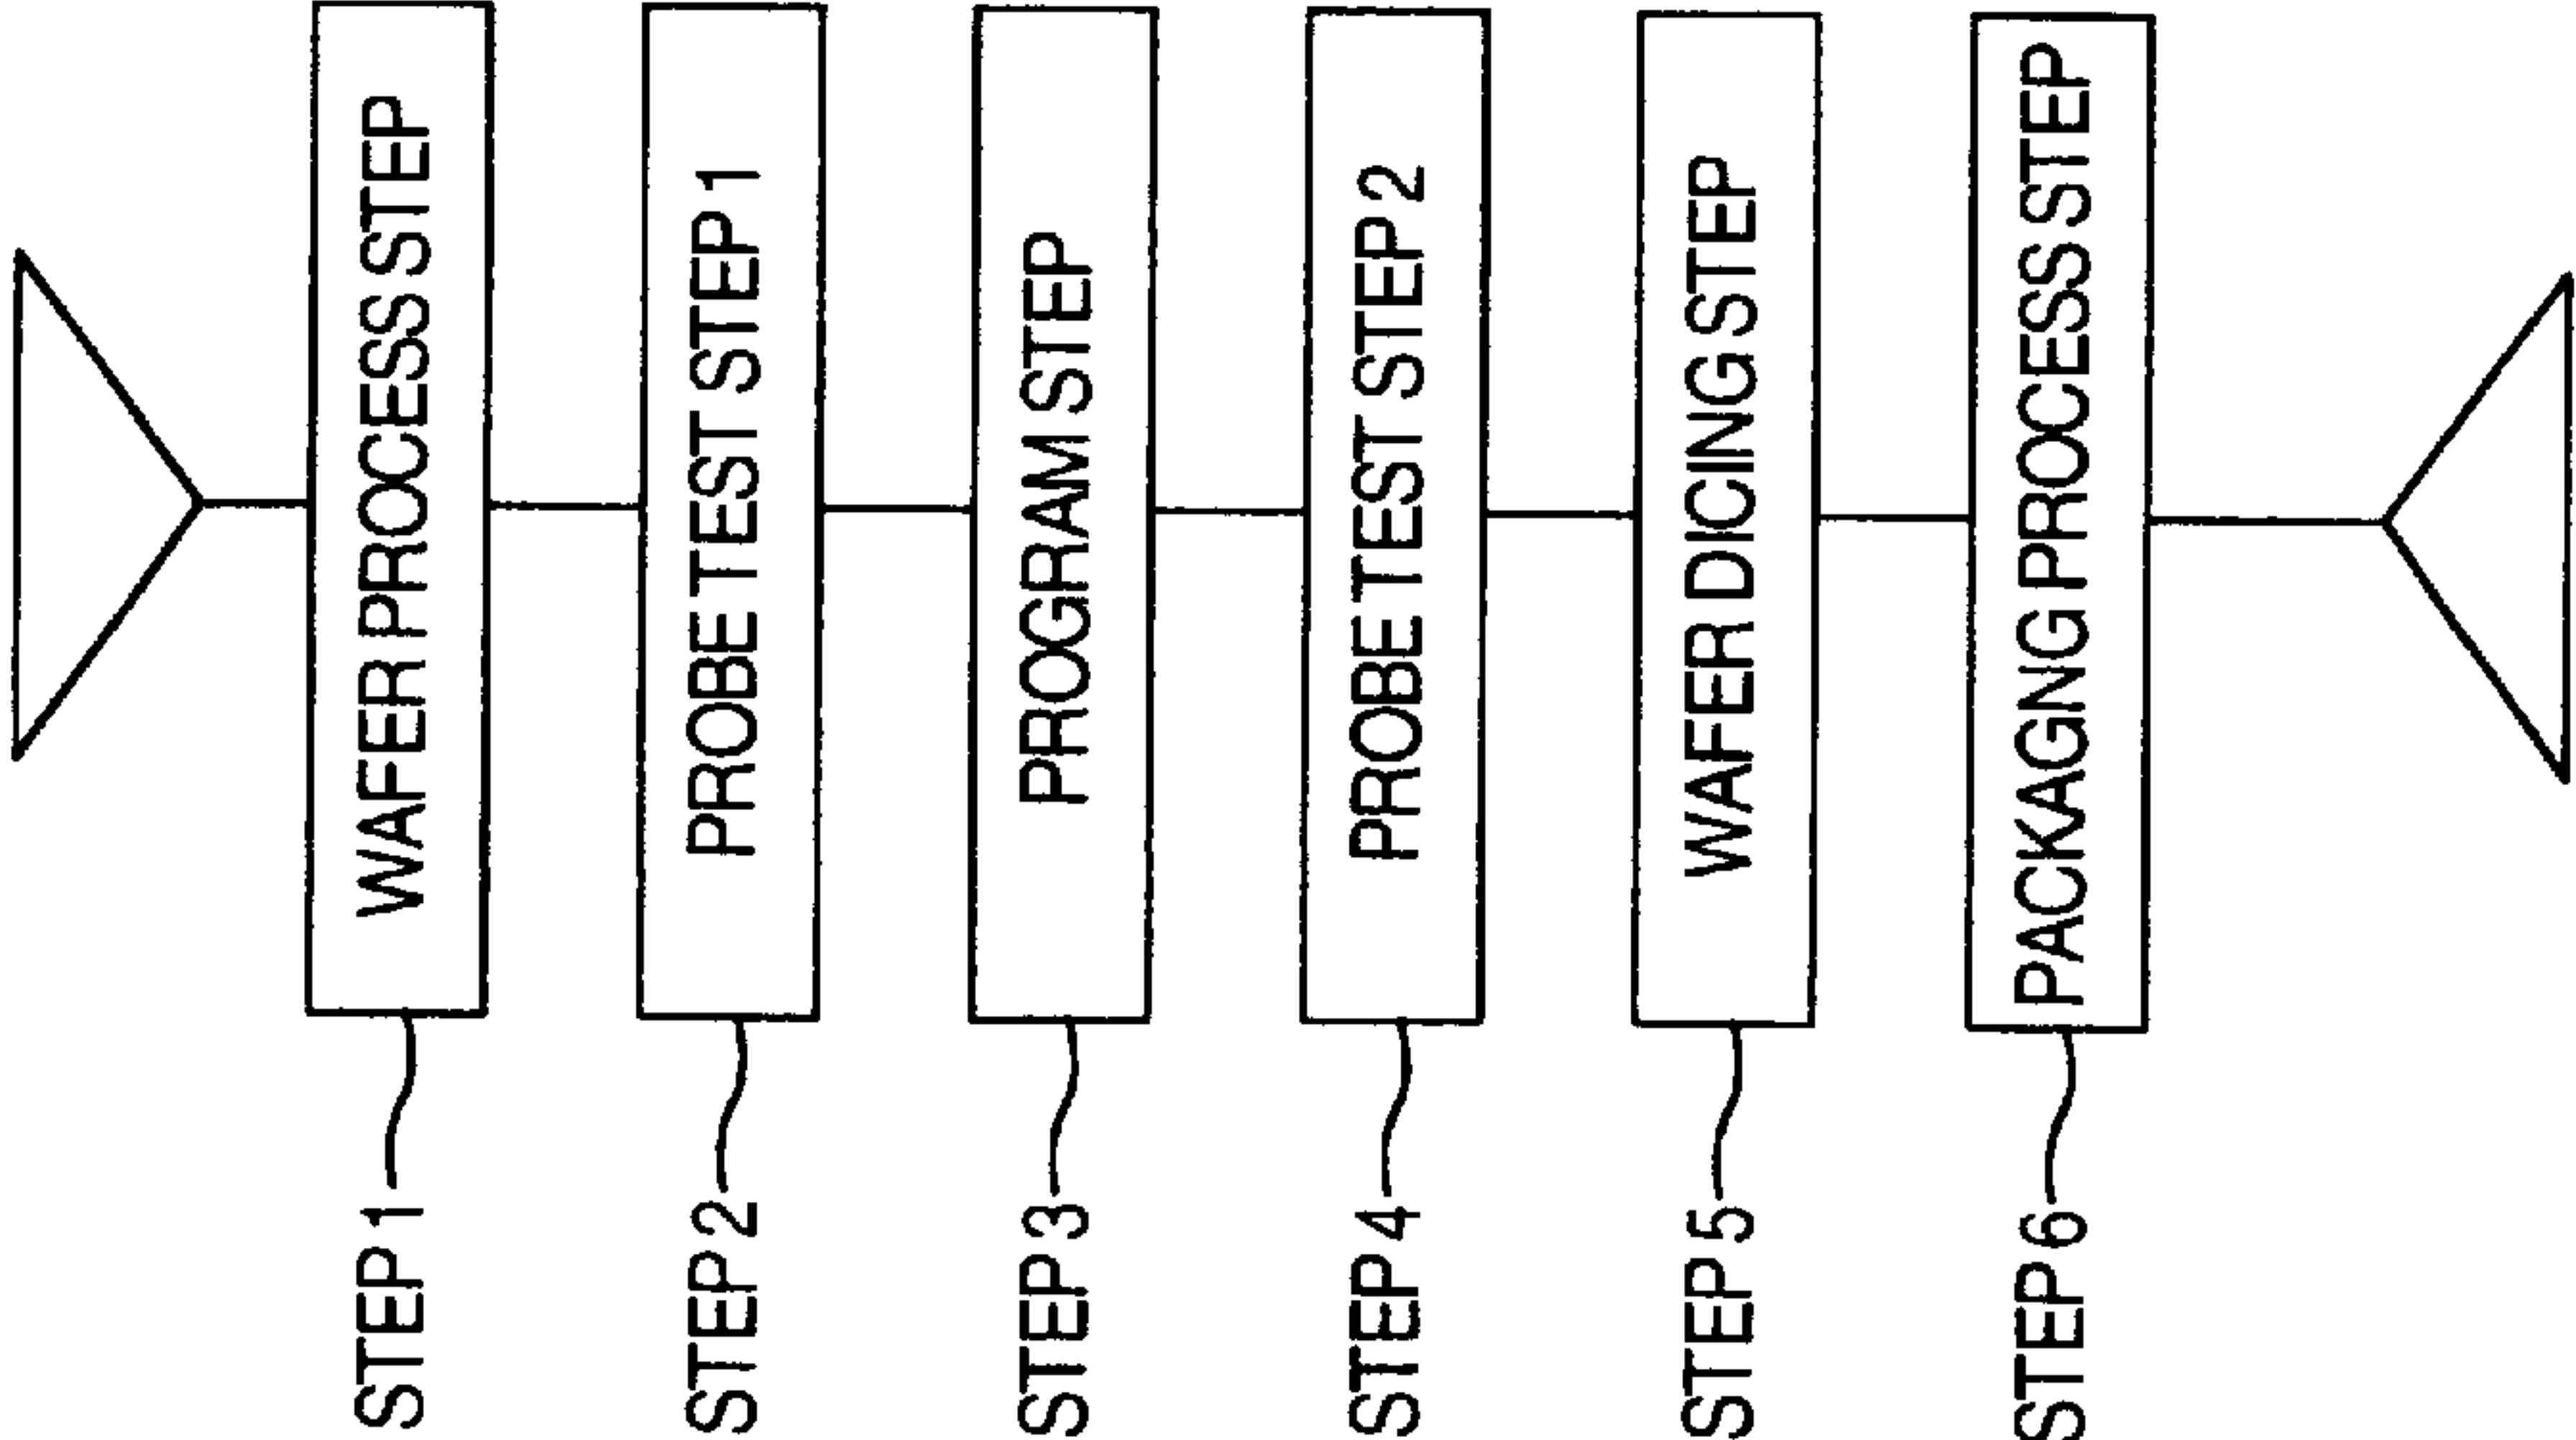 STEP 1
WAFER PROCESS STEP
STEP 2
PROBE TEST STEP 1
STEP 3
PROGRAM STEP
STEP 4
PROBE TEST STEP 2
STEP 5
WAFER DICING STEP
STEP 6
PACKAGNG PROCESS STEP